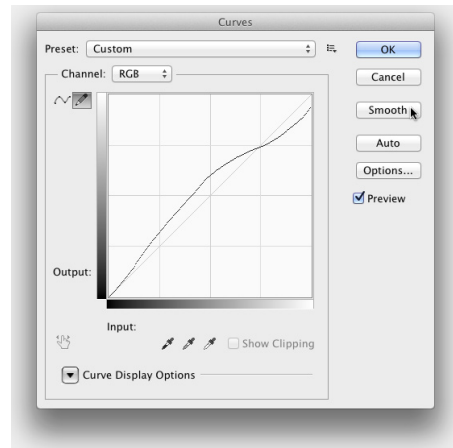 Curves
Preset: Custom
OK
Channel: RGB
Cancel
Smooth
Auto
Options...
Preview
Output:
Input:
Show Clipping
Curve Display Options